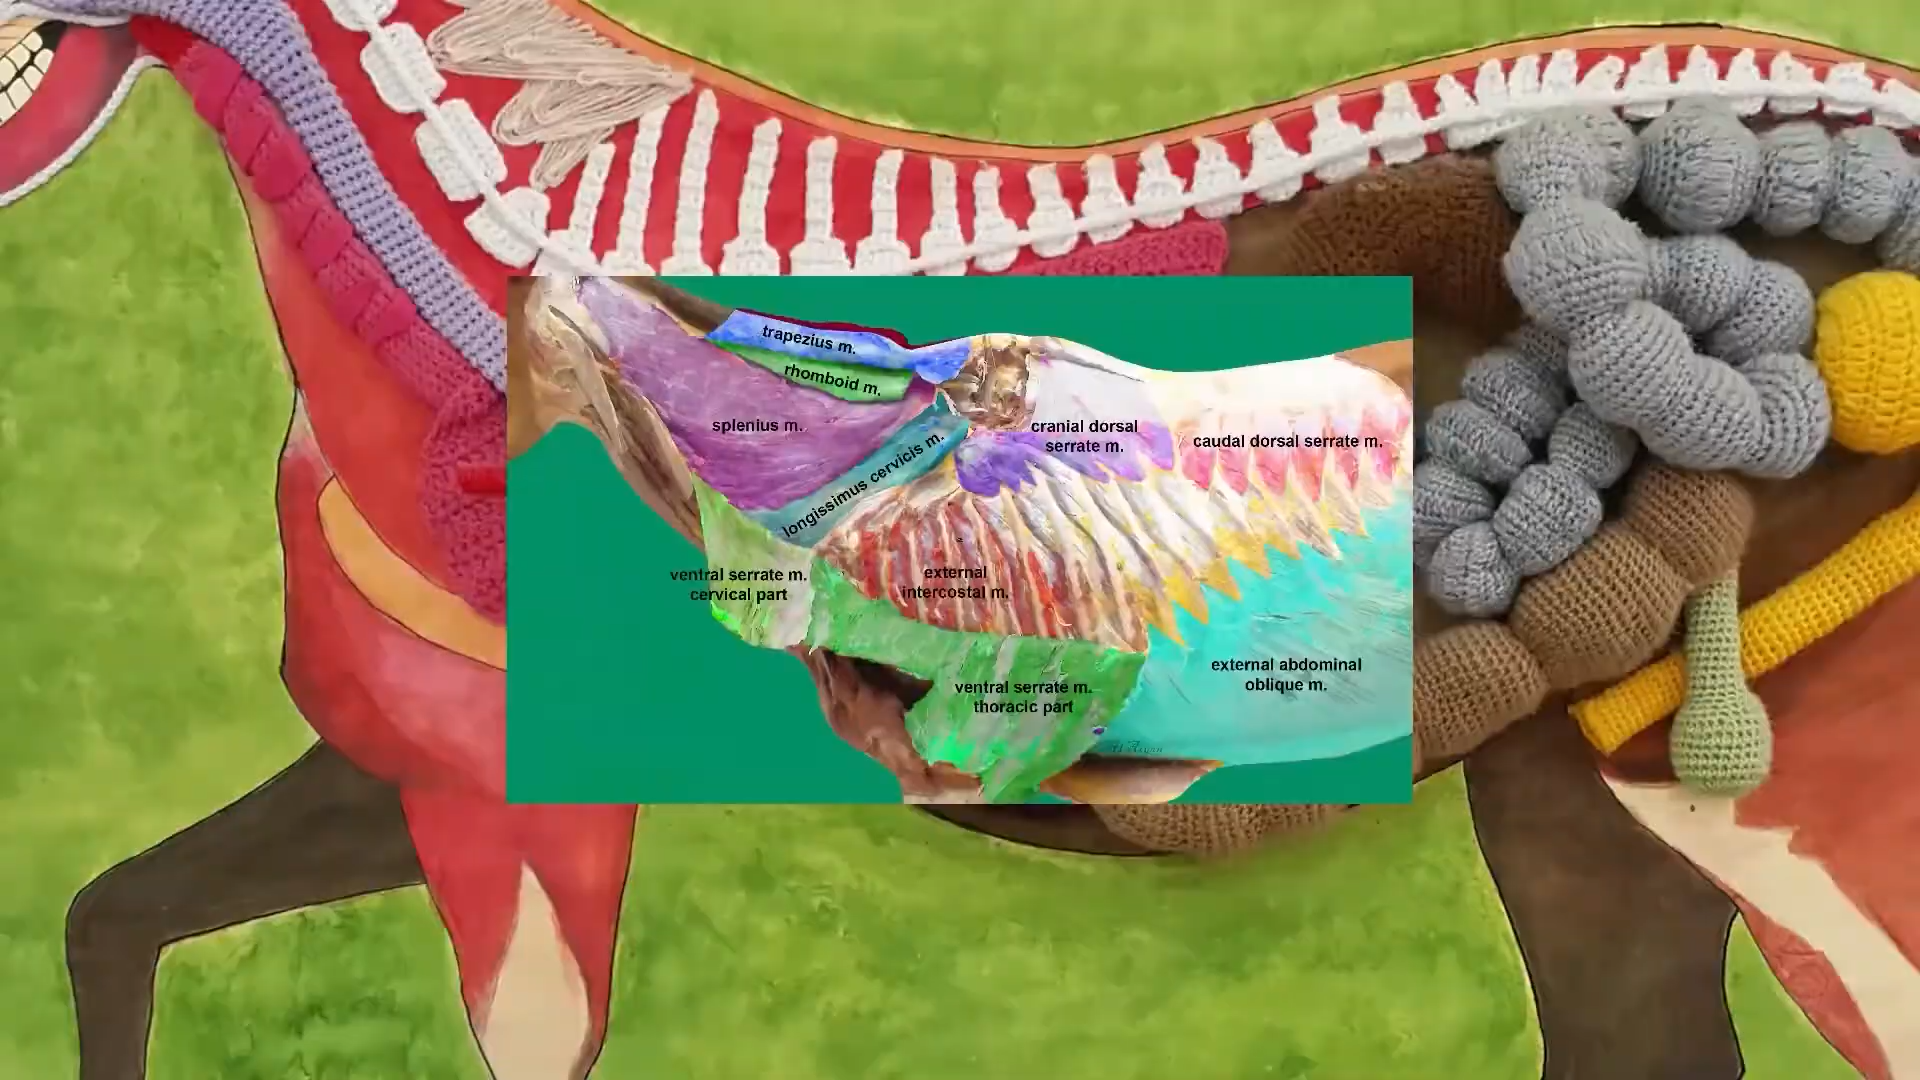 trapezius m.
rhomboid m.
splenius m.
longissimus cervicis m.
cranial dorsal
serrate m.
caudal dorsal serrate m.
ventral serrate m.
cervical part
external
intercostal m.
external abdominal
oblique m.
ventral serrate m.
thoracic part